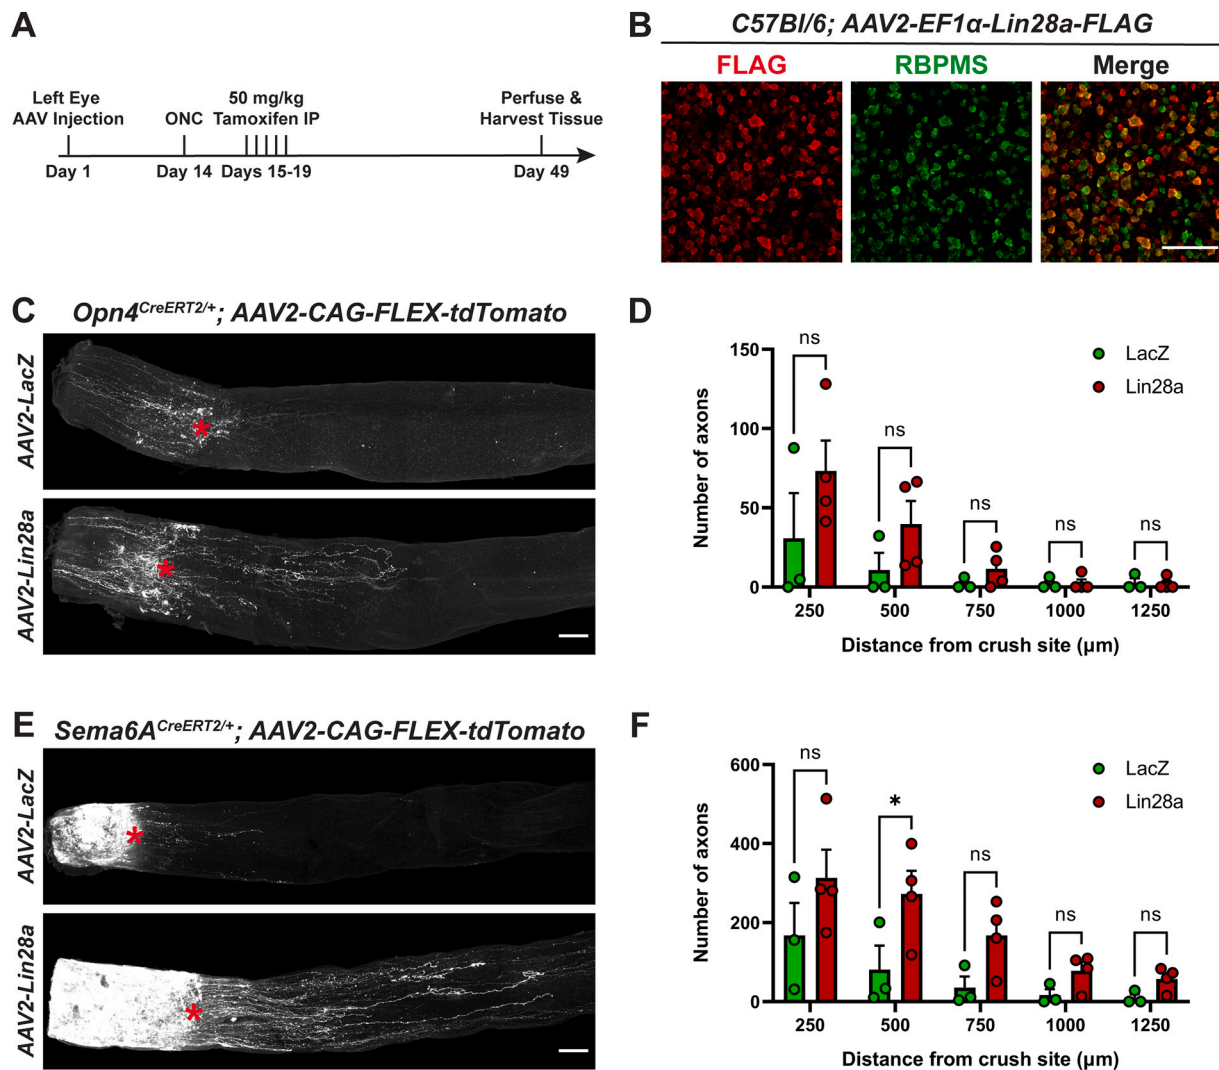 A
Left Eye
AAV Injection
ONC
50 mg/kg
Tamoxifen IP
Perfuse &
Harvest Tissue
Day 1
Day 14
Days 15-19
Day 49
B
C57Bl/6; AAV2-EF1α-Lin28a-FLAG
FLAG
RBPMS
Merge
C
Opn4CreERT2/+; AAV2-CAG-FLEX-tdTomato
AAV2-LacZ
*
AAV2-Lin28a
*
D
Number of axons
150
100
50
0
ns
ns
ns
ns
ns
LacZ
Lin28a
250
500
750
1000
1250
Distance from crush site (μm)
E
Sema6ACreERT2/+; AAV2-CAG-FLEX-tdTomato
AAV2-LacZ
*
AAV2-Lin28a
*
F
Number of axons
600
400
200
0
ns
*
ns
ns
ns
LacZ
Lin28a
250
500
750
1000
1250
Distance from crush site (μm)